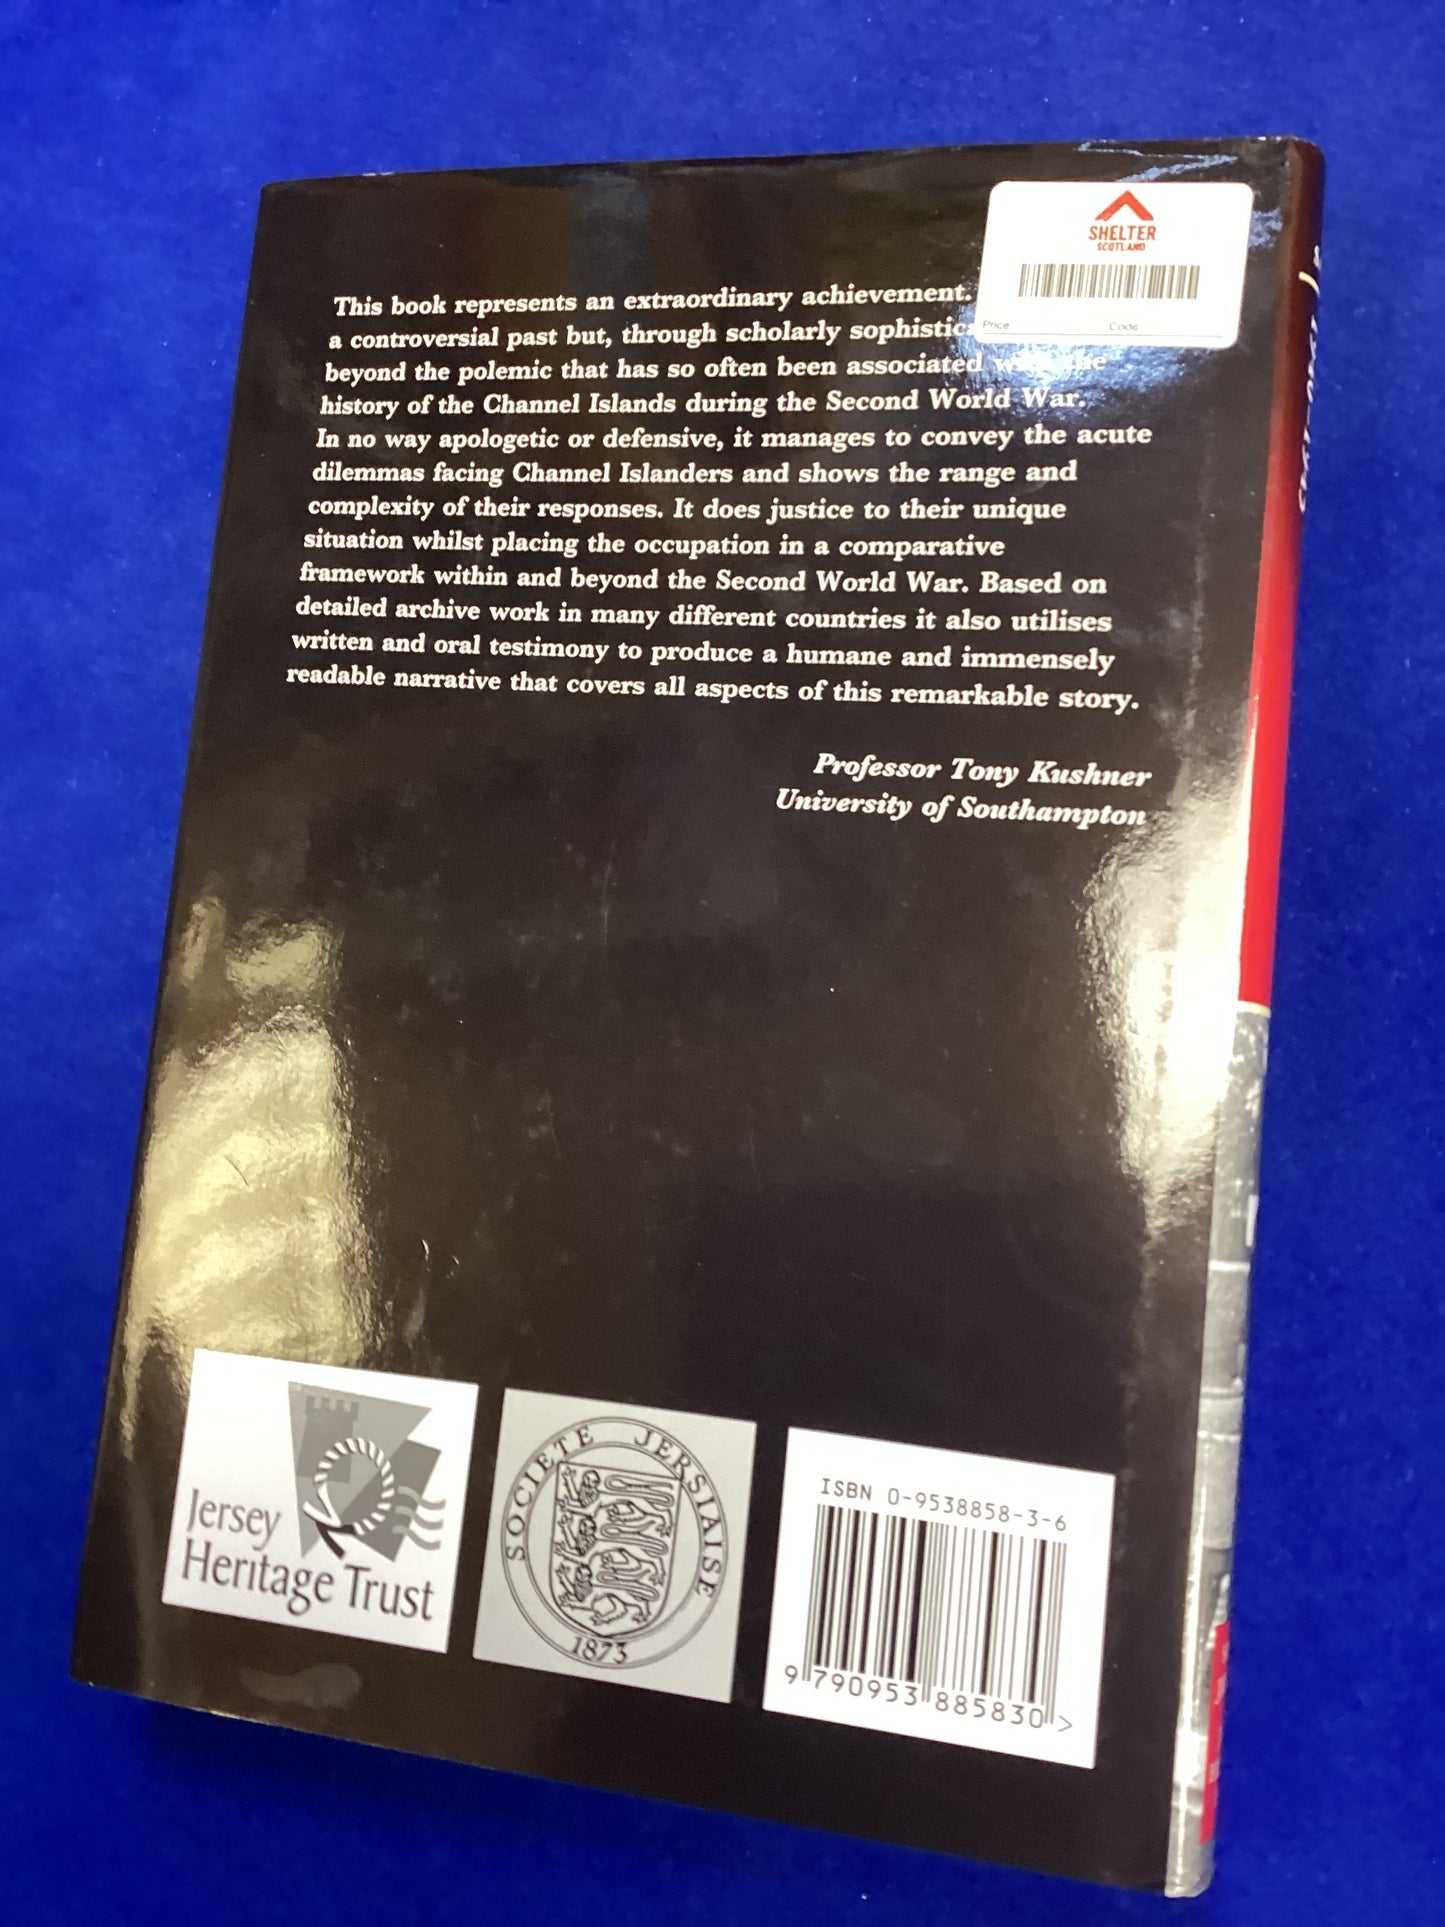 SHELTER
SCOTLAND
Price
Code
This book represents an extraordinary achievement.
a controversial past but, through scholarly
beyond the polemic that has so often been associated
history of the Channel Islands during the Second World War.
In no way apologetic or defensive, it manages to convey the acute
dilemmas facing Channel Islanders and shows the range and
complexity of their responses. It does justice to their unique
situation whilst placing the occupation in a comparative
framework within and beyond the Second World War. Based on
detailed archive work in many different countries it also utilises
written and oral testimony to produce a humane and immensely
readable narrative that covers all aspects of this remarkable story.
Professor Tony Kushner
University of Southampton
Jersey
Heritage Trust
SOCIETE JERSIAISE
1873
ISBN 0-9538858-3-6
9 790953 885830 >